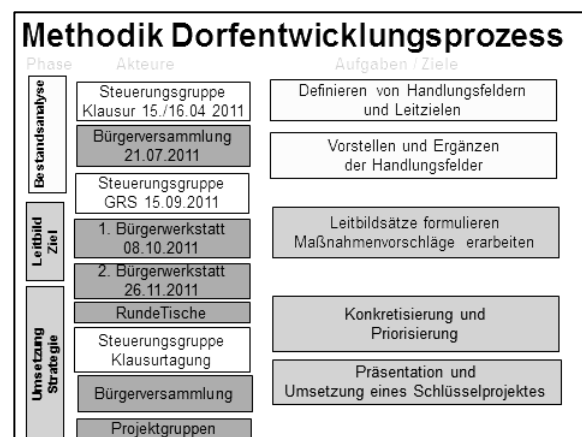 Methodik Dorfentwicklungsprozess
Phase Akteure Aufgaben / Ziele
Bestandsanalyse
Steuerungsgruppe
Klausur 15./16.04 2011
Definieren von Handlungsfeldern
und Leitzielen
Bürgerversammlung
21.07.2011
Vorstellen und Ergänzen
der Handlungsfelder
Steuerungsgruppe
GRS 15.09.2011
Leitbild
Ziel
1. Bürgerwerkstatt
08.10.2011
Leitbildsätze formulieren
Maßnahmenvorschläge erarbeiten
2. Bürgerwerkstatt
26.11.2011
Umsetzung
Strategie
RundeTische
Konkretisierung und
Priorisierung
Steuerungsgruppe
Klausurtagung
Präsentation und
Umsetzung eines Schlüsselprojektes
Bürgerversammlung
Projektgruppen